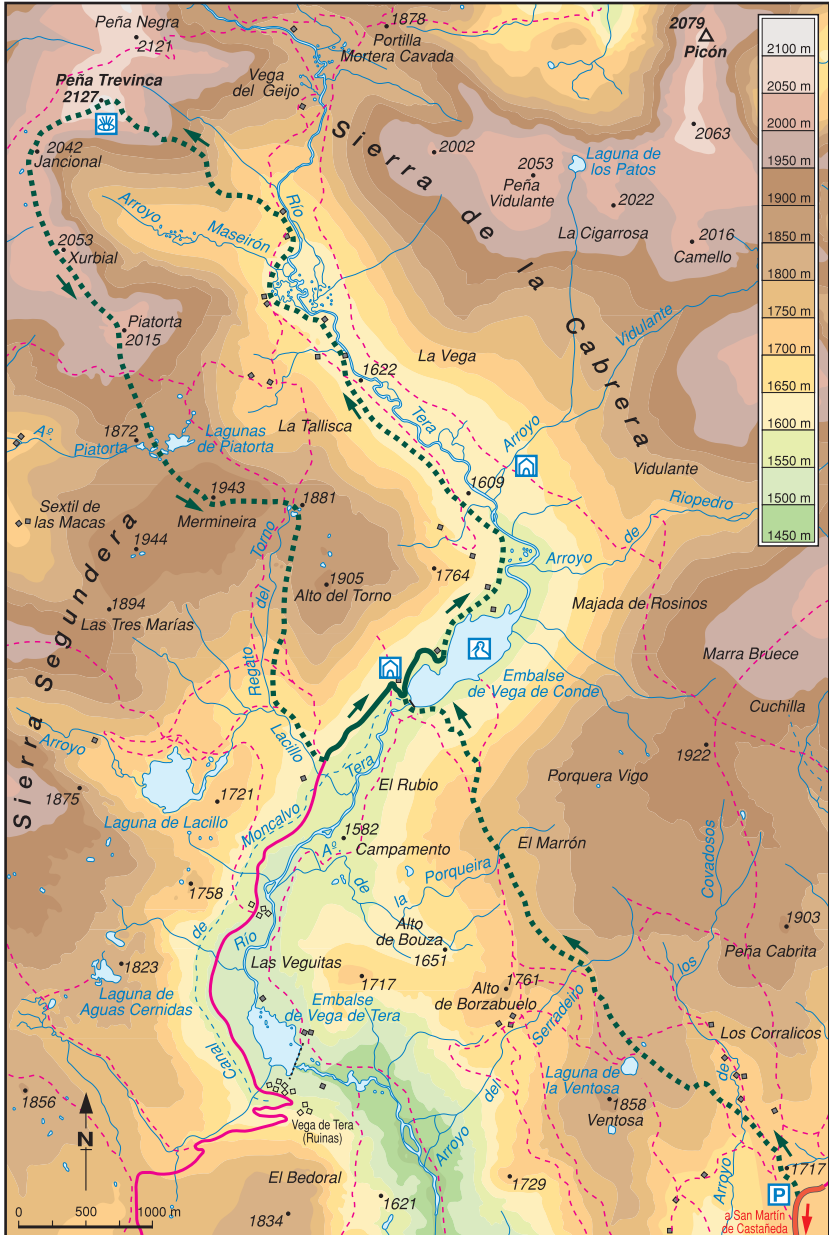 Peña Negra
2121
1878
Portilla
Mortera Cavada
2079
Picón
Vega
del Geijo
Peña Trevinca
2127
2063
Sierra de la Cabrera
2002
2053
Peña
Vidulante
Laguna de
los Patos
2022
La Cigarrosa
2016
Camello
2042
Jancional
Arroyo
Maseirón
Río
2053
Xurbial
Piatorta
2015
Vidulante
Arroyo
La Vega
1622
Tera
La Tallisca
1872
Aº.
Piatorta
Lagunas
de Piatorta
Vidulante
1609
1943
Mermineira
1881
Riopedro
de
Arroyo
Sextil de
las Macas
1944
Torno
del
Regato
1905
Alto del Torno
1764
Majada de Rosinos
1894
Las Tres Marías
Sierra Segundera
Marra Bruece
Embalse
de Vega de Conde
Cuchilla
Arroyo
Lacillo
Tera
1922
Porquera Vigo
El Rubio
1875
1721
Laguna de Lacillo
Moncalvo
1582
Campamento
Aº
de
la
Porqueira
El Marrón
Covadosos
los
de
Arroyo
1758
de
Río
Alto
de Bouza
1651
1903
Peña Cabrita
1823
Laguna de
Aguas Cernidas
Las Veguitas
1717
1761
Alto
de Borzabuelo
Embalse
de Vega de Tera
Serradeiro
del
Arroyo
Los Corralicos
Canal
Laguna de
la Ventosa
1858
Ventosa
1856
N
Vega de Tera
(Ruinas)
El Bedoral
1834
1621
1729
1717
P
a San Martín
de Castañeda
0 500 1000 m
2100 m
2050 m
2000 m
1950 m
1900 m
1850 m
1800 m
1750 m
1700 m
1650 m
1600 m
1550 m
1500 m
1450 m